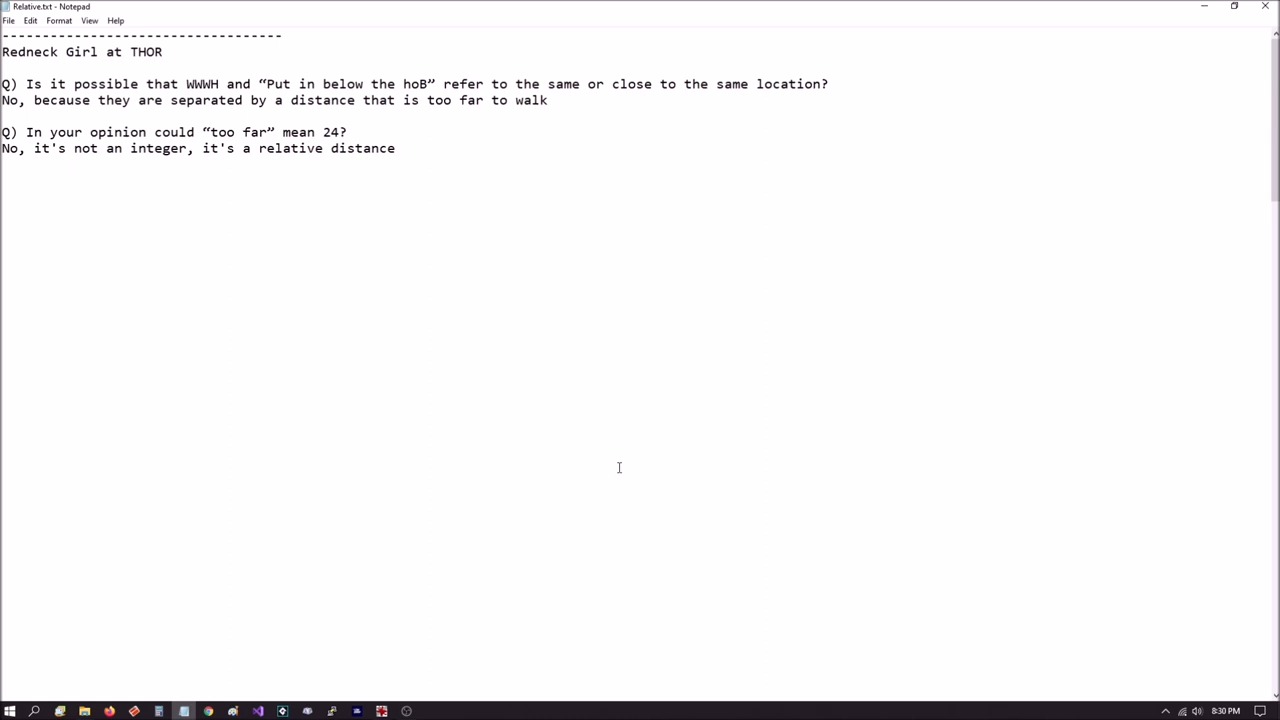 Relative.txt - Notepad
File Edit Format View Help
-----------------------------------
Redneck Girl at THOR
Q) Is it possible that WWWH and “Put in below the hoB” refer to the same or close to the same location?
No, because they are separated by a distance that is too far to walk
Q) In your opinion could “too far” mean 24?
No, it's not an integer, it's a relative distance
8:30 PM